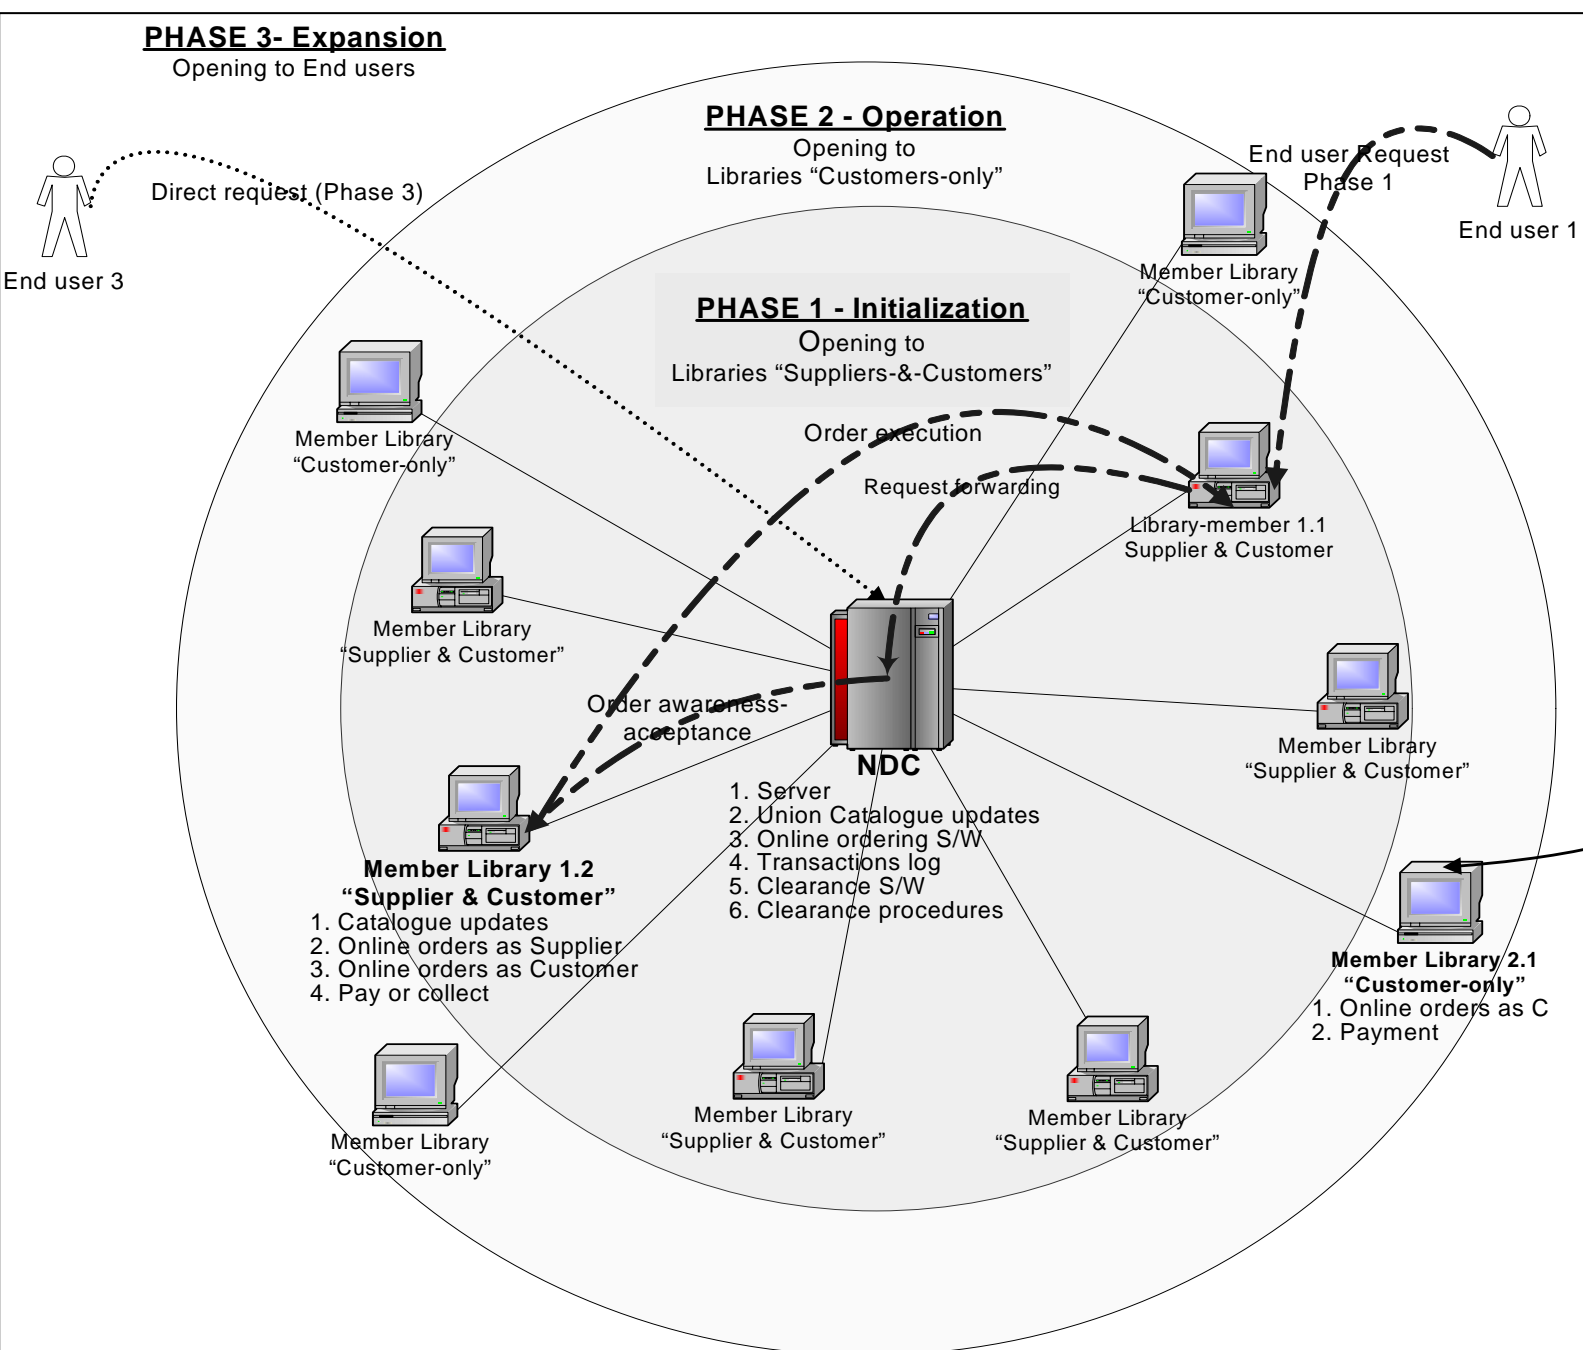 PHASE 3- Expansion
Opening to End users
PHASE 2 - Operation
Opening to
Libraries “Customers-only”
End user Request
Phase 1
End user 1
Direct request (Phase 3)
End user 3
Member Library
“Customer-only”
PHASE 1 - Initialization
Opening to
Libraries “Suppliers-&-Customers”
Member Library
“Customer-only”
Order execution
Request forwarding
Library-member 1.1
Supplier & Customer
Member Library
“Supplier & Customer”
Order awareness-
acceptance
Member Library
“Supplier & Customer”
NDC
1. Server
2. Union Catalogue updates
3. Online ordering S/W
4. Transactions log
5. Clearance S/W
6. Clearance procedures
Member Library 1.2
“Supplier & Customer”
1. Catalogue updates
2. Online orders as Supplier
3. Online orders as Customer
4. Pay or collect
Member Library 2.1
“Customer-only”
1. Online orders as C
2. Payment
Member Library
“Customer-only”
Member Library
“Supplier & Customer”
Member Library
“Supplier & Customer”